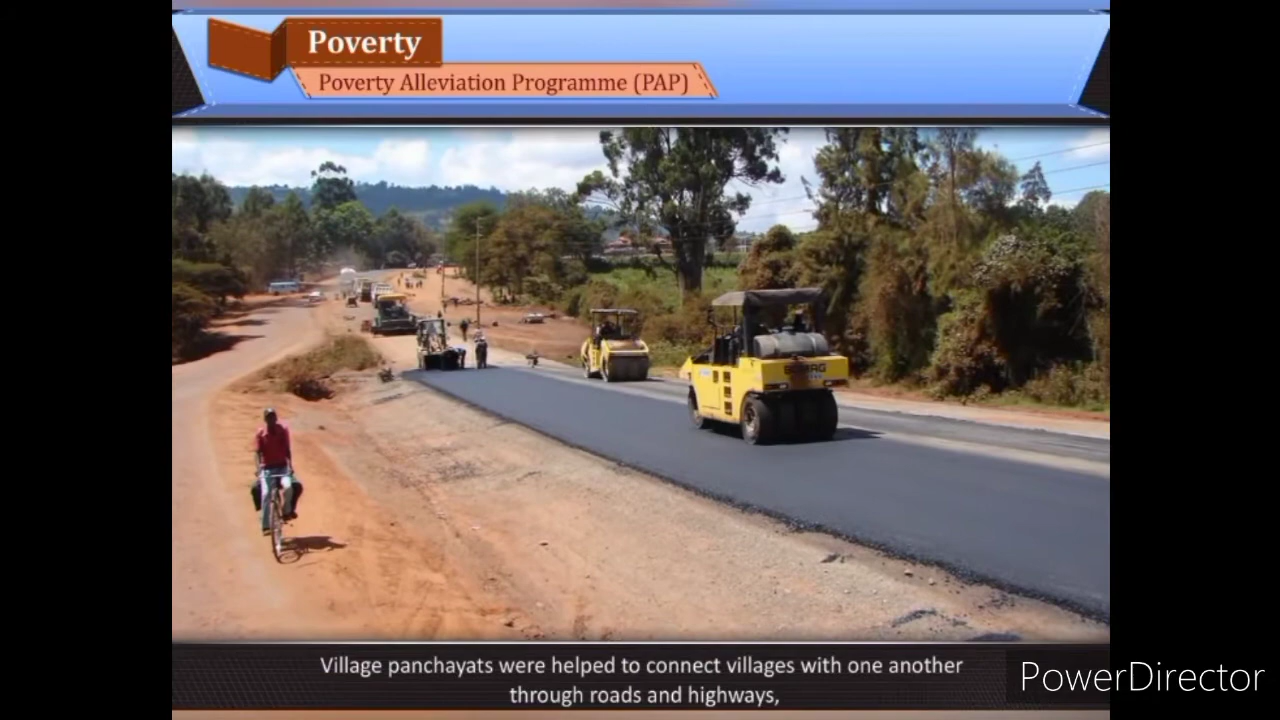 Poverty
Poverty Alleviation Programme (PAP)
BOMAG
Village panchayats were helped to connect villages with one another
through roads and highways,
PowerDirector